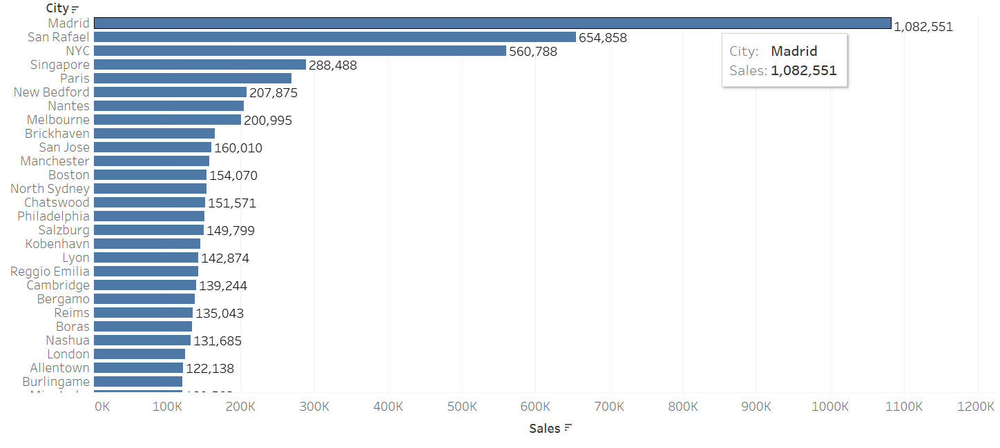 City
Madrid 1,082,551
San Rafael 654,858
City: Madrid
NYC 560,788
Singapore 288,488
Sales: 1,082,551
Paris
New Bedford 207,875
Nantes
Melbourne 200,995
Brickhaven
San Jose 160,010
Manchester
Boston 154,070
North Sydney
Chatswood 151,571
Philadelphia
Salzburg 149,799
Kobenhavn
Lyon 142,874
Reggio Emilia
Cambridge 139,244
Bergamo
Reims 135,043
Boras
Nashua 131,685
London
Allentown 122,138
Burlingame
0K 100K 200K 300K 400K 500K 600K 700K 800K 900K 1000K 1100K 1200K
Sales